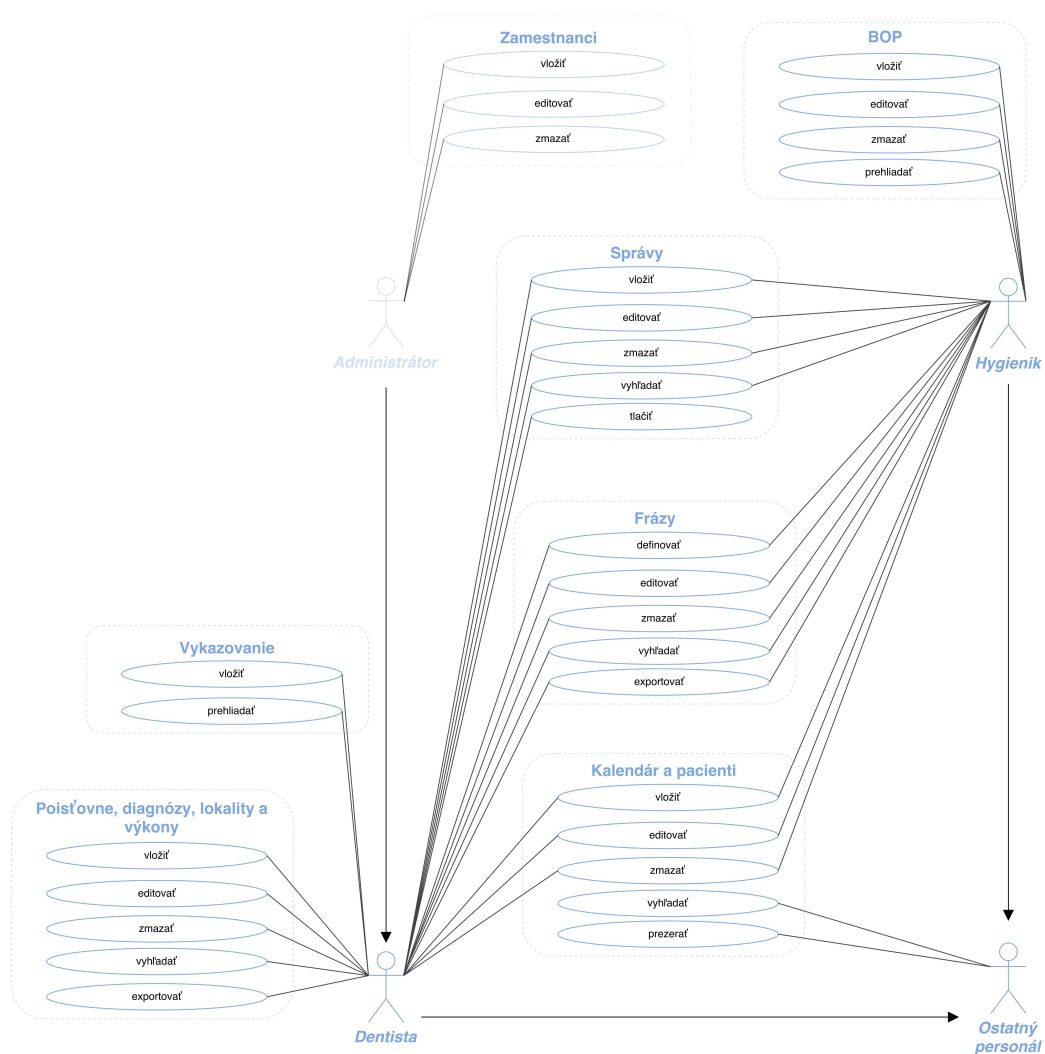 Zamestnanci
vložiť
editovať
zmazať
BOP
vložiť
editovať
zmazať
prehliadať
Správy
vložiť
editovať
zmazať
vyhľadať
tlačiť
Administrátor
Hygienik
Frázy
definovať
editovať
zmazať
vyhľadať
exportovať
Vykazovanie
vložiť
prehliadať
Kalendár a pacienti
vložiť
editovať
zmazať
vyhľadať
prezerať
Poisťovne, diagnózy, lokality a
výkony
vložiť
editovať
zmazať
vyhľadať
exportovať
Dentista
Ostatný
personál